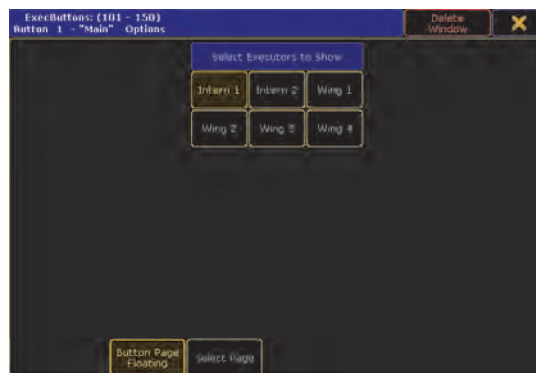 ExecButtons: (101 - 150)
Button 1 - "Main" Options
Delete
Window
Select Executors to Show
Intern 1
Intern 2
Wing 1
Wing 2
Wing 3
Wing 4
Button Page
Floating
Select Page